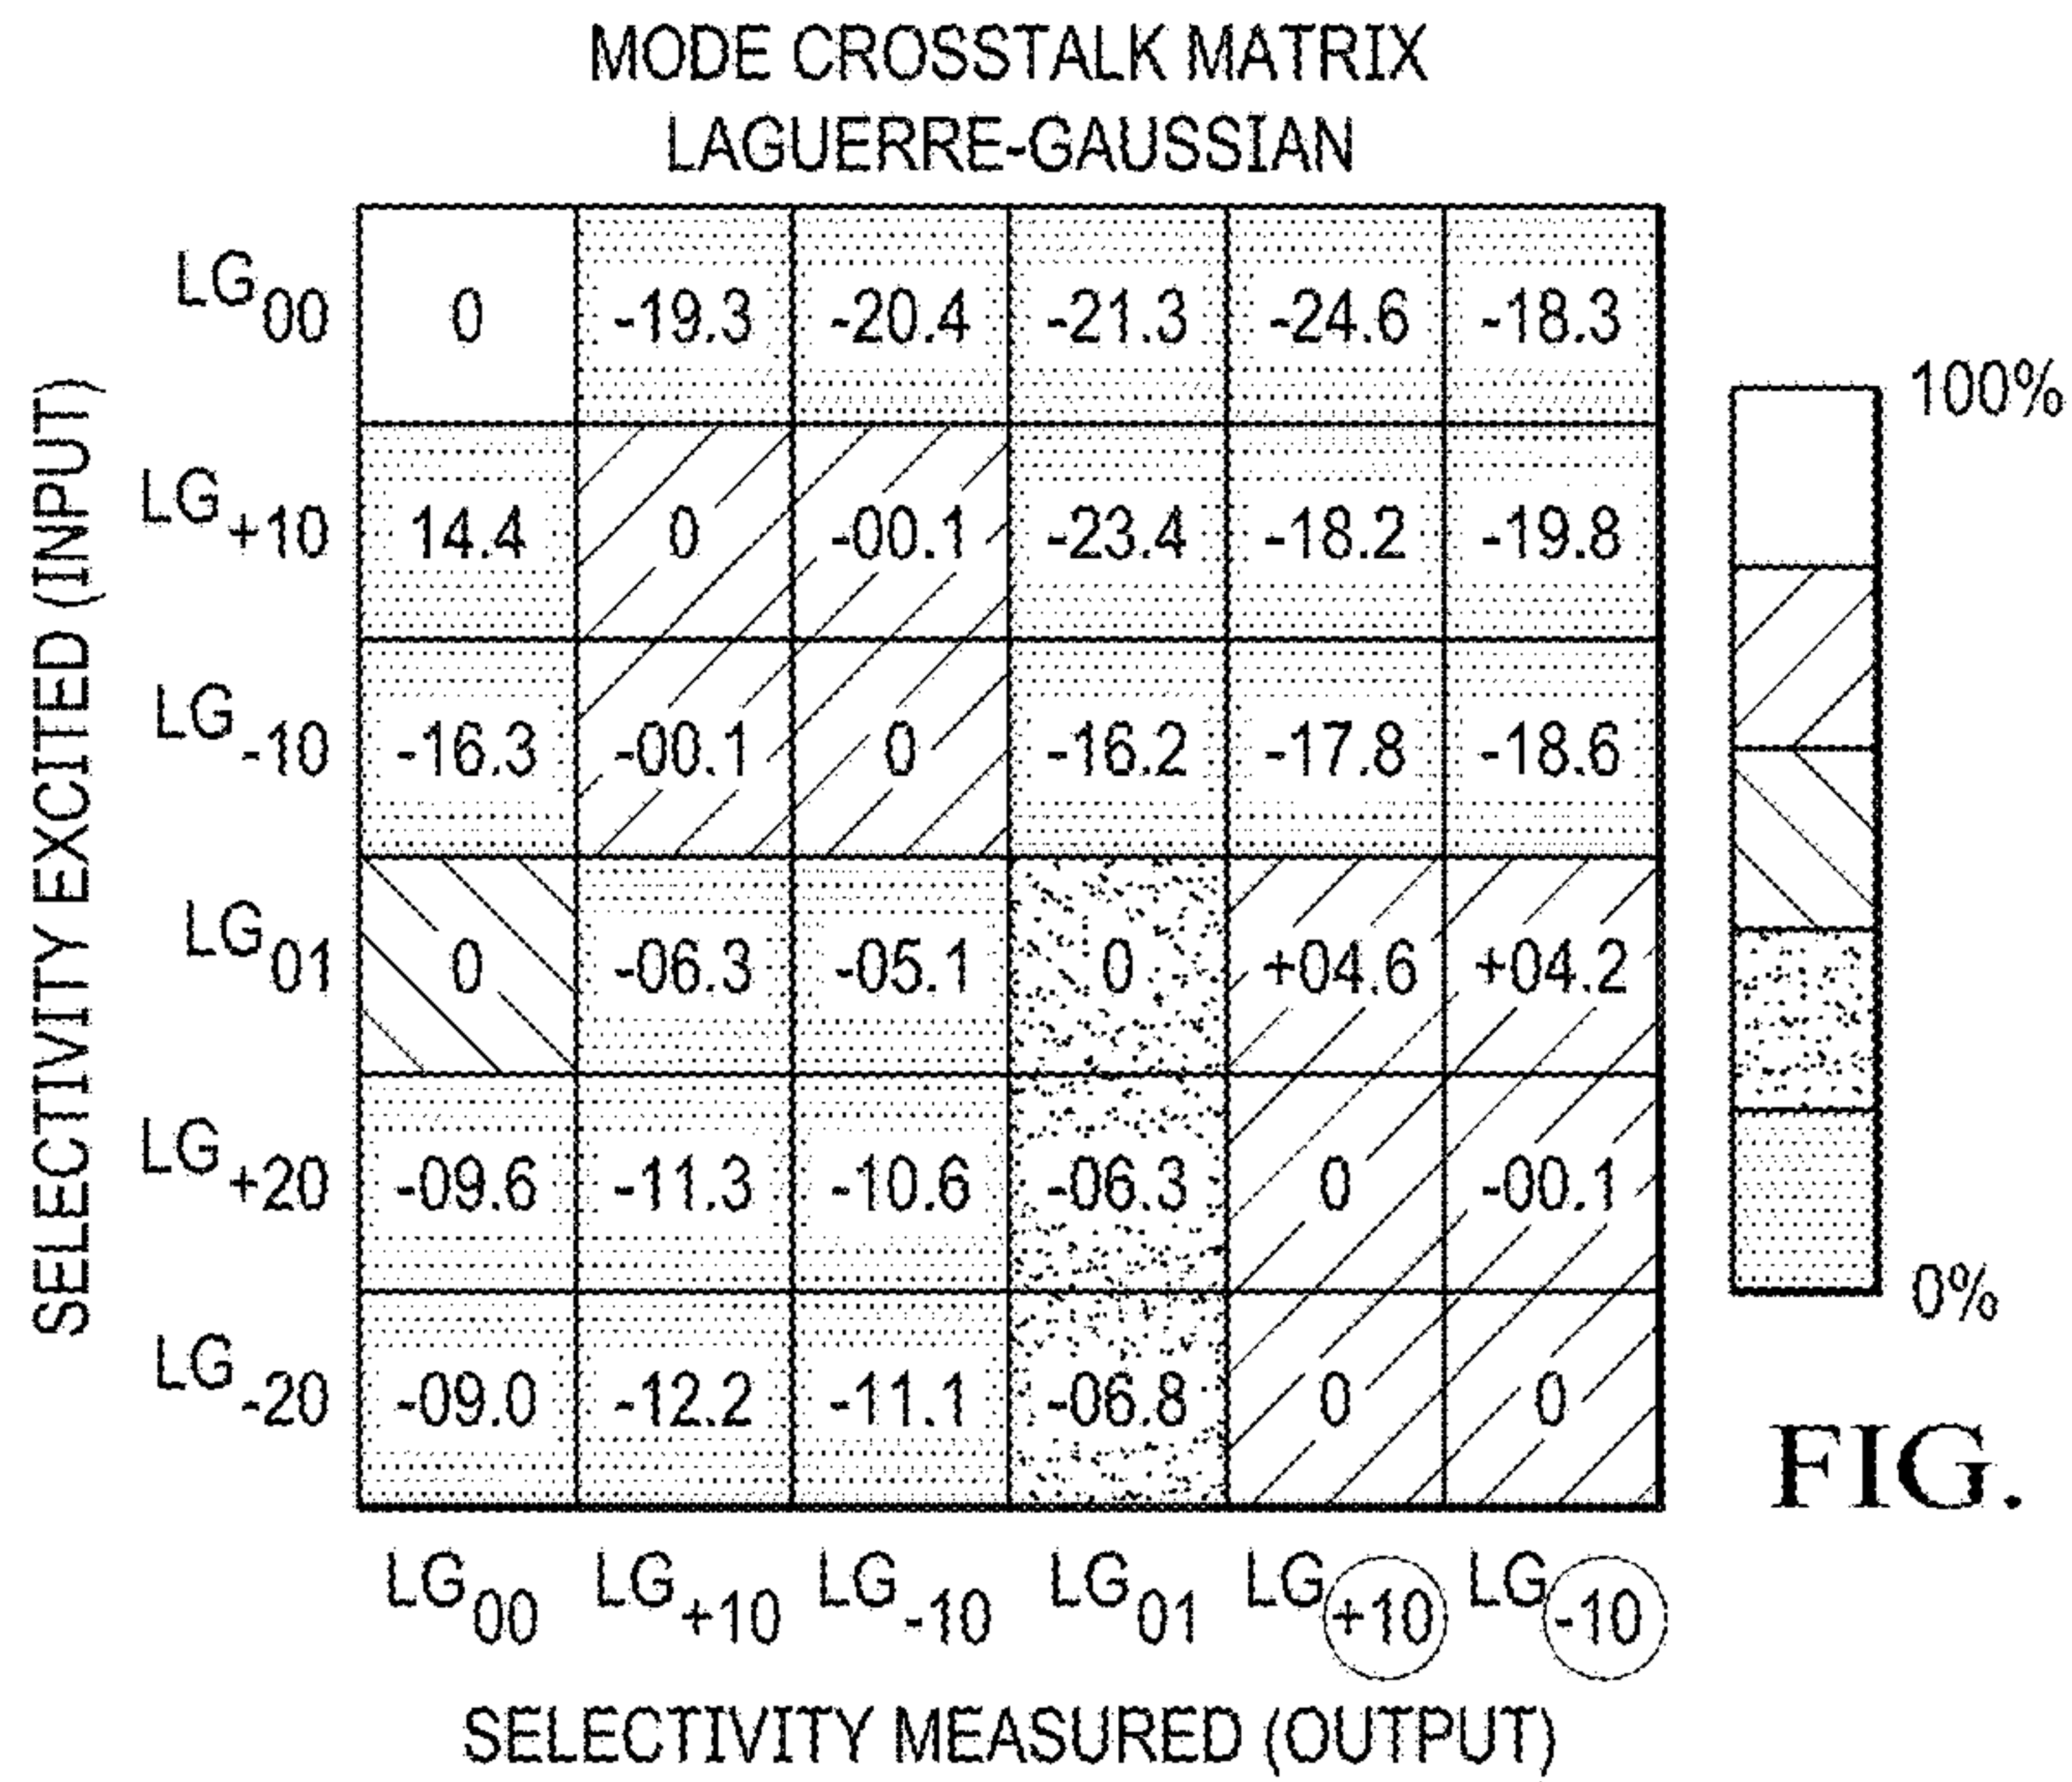 MODE CROSSTALK MATRIX
LAGUERRE-GAUSSIAN
SELECTIVITY EXCITED (INPUT)
LG00 0 -19.3 -20.4 -21.3 -24.6 -18.3
LG+10 14.4 0 -00.1 -23.4 -18.2 -19.8
LG-10 -16.3 -00.1 0 -16.2 -17.8 -18.6
LG01 0 -06.3 -05.1 0 +04.6 +04.2
LG+20 -09.6 -11.3 -10.6 -06.3 0 -00.1
LG-20 -09.0 -12.2 -11.1 -06.8 0 0
LG00 LG+10 LG-10 LG01 LG+10 LG-10
SELECTIVITY MEASURED (OUTPUT)
100%
0%
FIG.